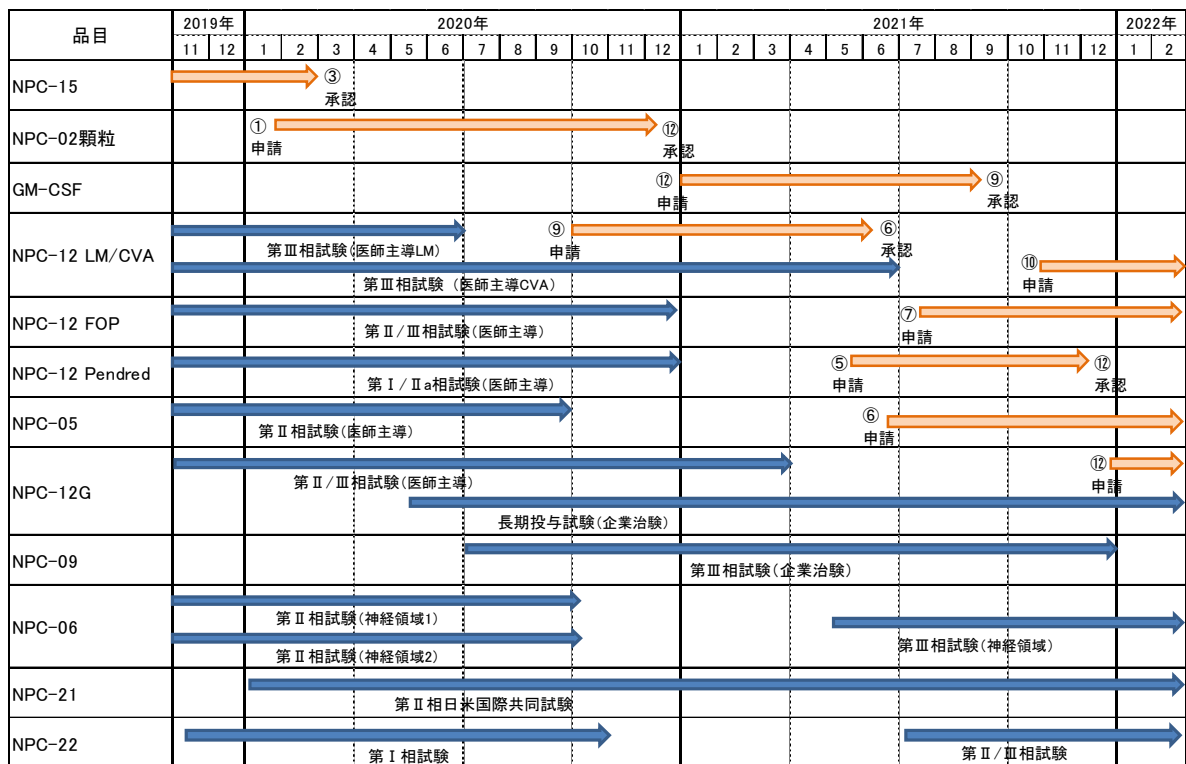 品目 2019年 2020年 2021年 2022年
11 12 1 2 3 4 5 6 7 8 9 10 11 12 1 2 3 4 5 6 7 8 9 10 11 12 1 2
NPC-15 ③
承認
NPC-02顆粒 ① ⑫
申請 承認
GM-CSF ⑫ ⑨
申請 承認
NPC-12 LM/CVA ⑨ ⑥
第Ⅲ相試験(医師主導LM) 申請 承認
⑩
第Ⅲ相試験 (医師主導CVA) 申請
NPC-12 FOP ⑦
第Ⅱ/Ⅲ相試験(医師主導) 申請
NPC-12 Pendred ⑤ ⑫
第Ⅰ/Ⅱa相試験(医師主導) 申請 承認
NPC-05 ⑥
第Ⅱ相試験(医師主導) 申請
NPC-12G ⑫
第Ⅱ/Ⅲ相試験(医師主導) 申請
長期投与試験(企業治験)
NPC-09
第Ⅲ相試験(企業治験)
NPC-06
第Ⅱ相試験(神経領域1)
第Ⅲ相試験(神経領域)
第Ⅱ相試験(神経領域2)
NPC-21
第Ⅱ相日米国際共同試験
NPC-22
第Ⅰ相試験 第Ⅱ/Ⅲ相試験